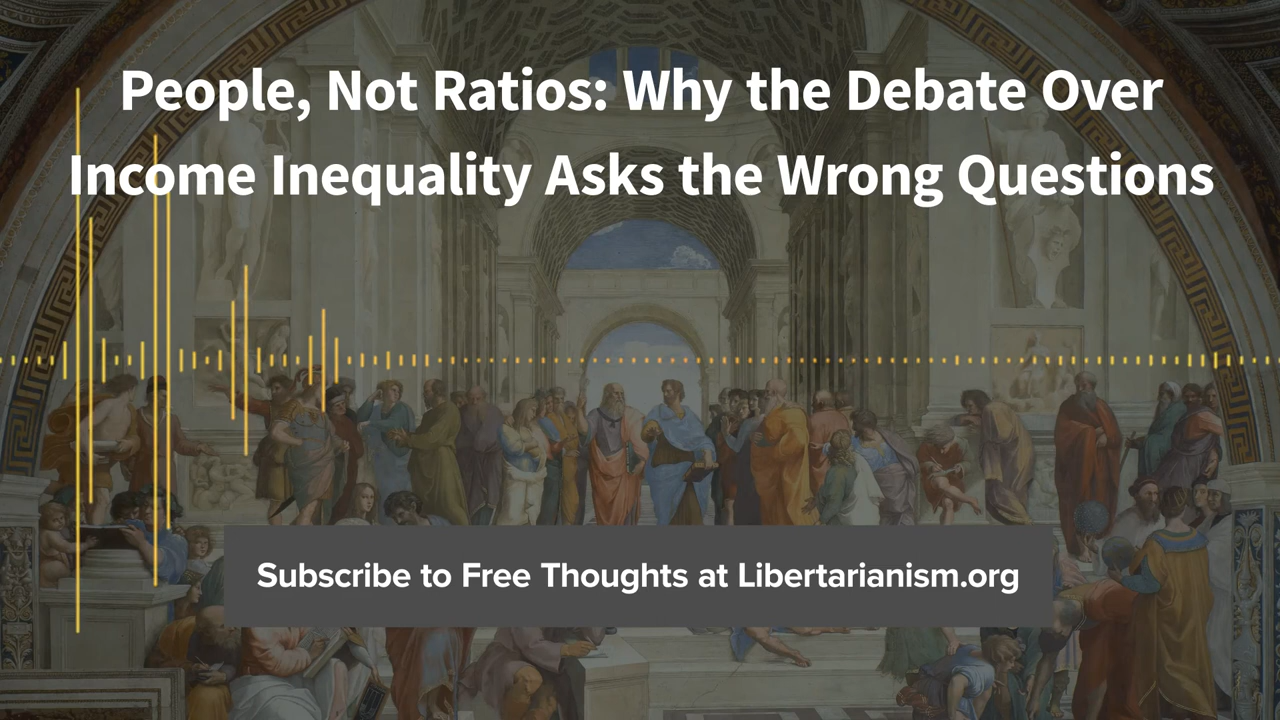 People, Not Ratios: Why the Debate Over
Income Inequality Asks the Wrong Questions
Subscribe to Free Thoughts at Libertarianism.org